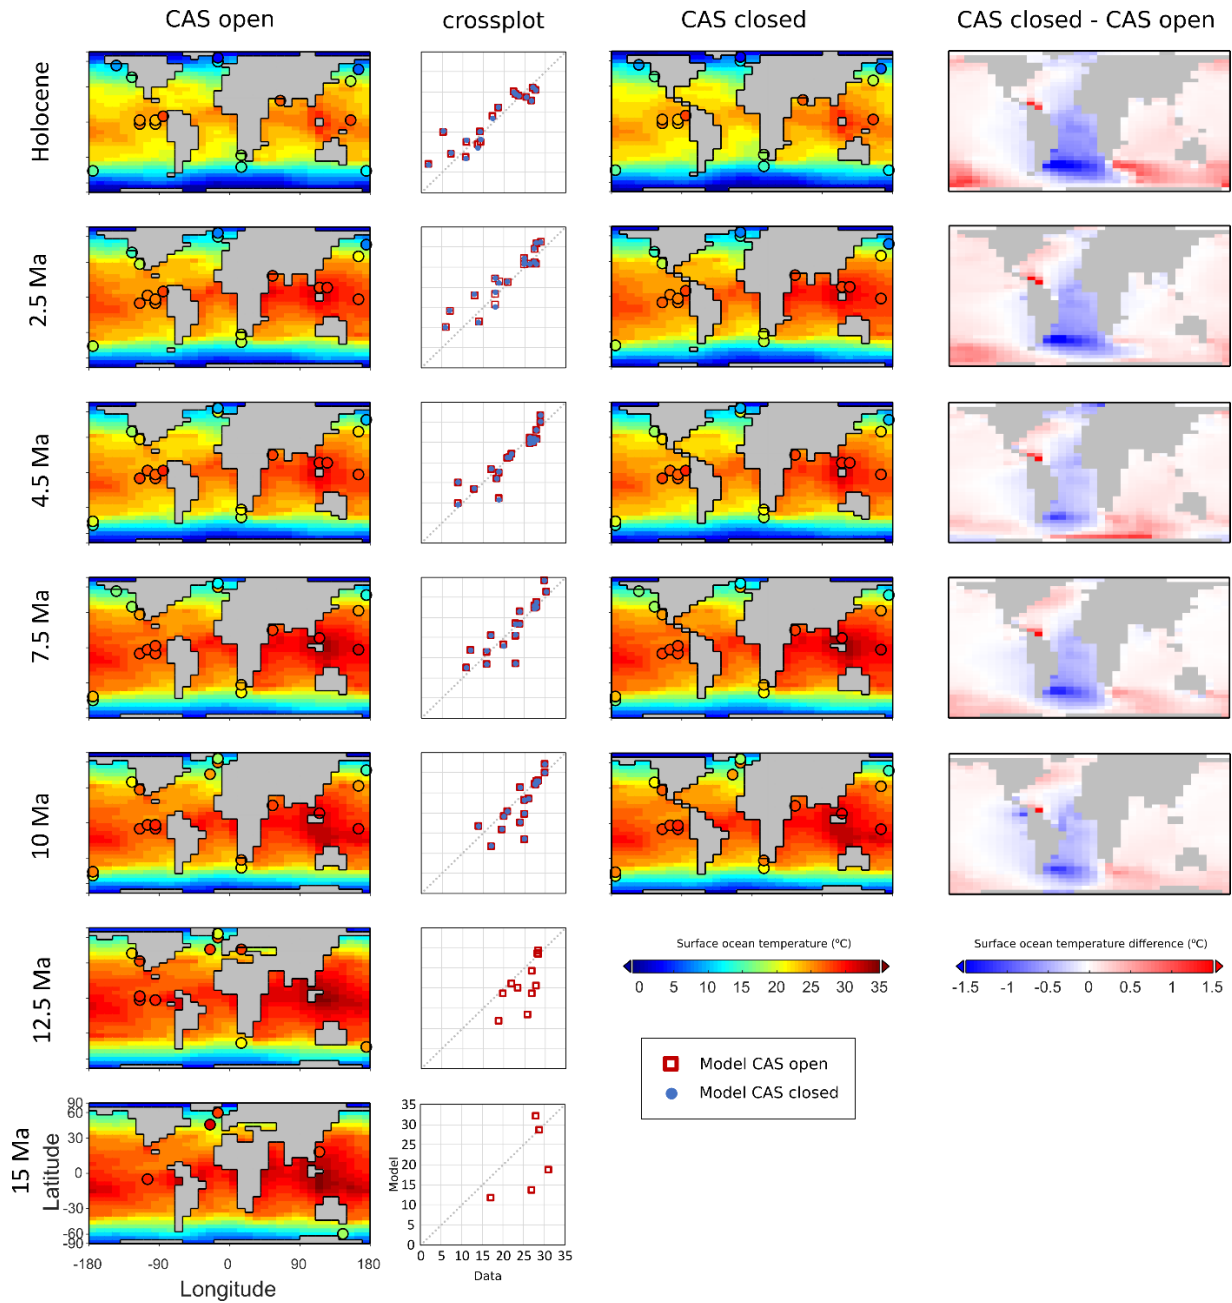 CAS open
crossplot
CAS closed
CAS closed - CAS open
Holocene
2.5 Ma
4.5 Ma
7.5 Ma
10 Ma
12.5 Ma
Surface ocean temperature (ºC)
0 5 10 15 20 25 30 35
Surface ocean temperature difference (ºC)
-1.5 -1 -0.5 0 0.5 1 1.5
Model CAS open
Model CAS closed
15 Ma
Latitude
90
60
30
0
-30
-60
-90
-180 -90 0 90 180
Longitude
Model
35
30
25
20
15
10
5
0
0 5 10 15 20 25 30 35
Data